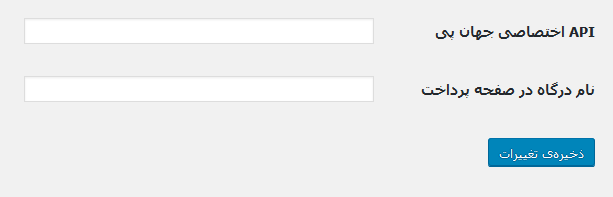 API اختصاصی جهان پی
نام درگاه در صفحه پرداخت
ذخیره‌ی تغییرات